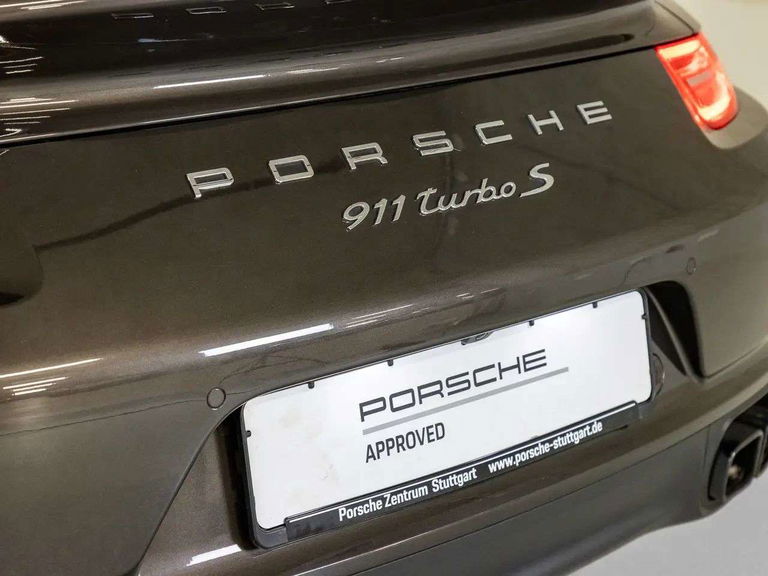 PORSCHE
911 turbo S
PORSCHE
APPROVED
Porsche Zentrum Stuttgart www.porsche-stuttgart.de